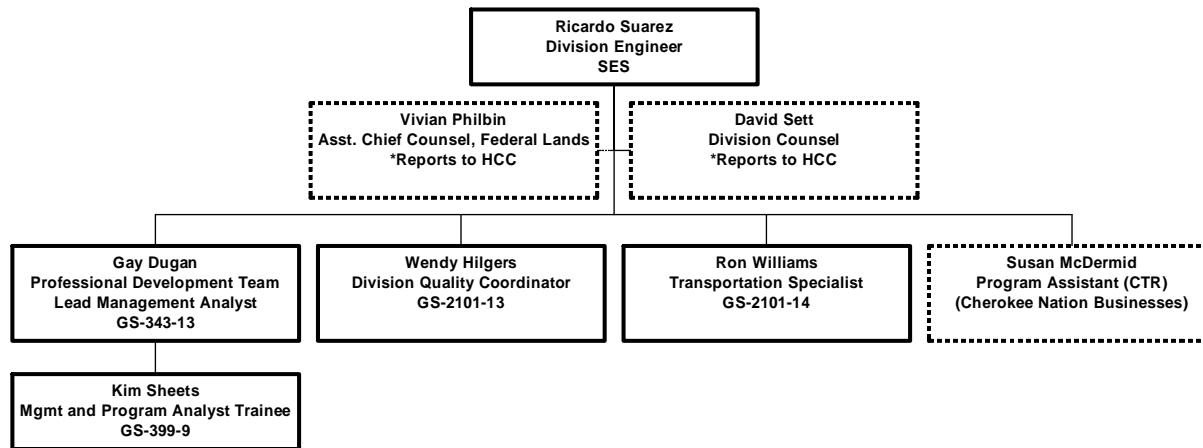 Ricardo Suarez
Division Engineer
SES
Vivian Philbin
Asst. Chief Counsel, Federal Lands
*Reports to HCC
David Sett
Division Counsel
*Reports to HCC
Gay Dugan
Professional Development Team
Lead Management Analyst
GS-343-13
Wendy Hilgers
Division Quality Coordinator
GS-2101-13
Ron Williams
Transportation Specialist
GS-2101-14
Susan McDermid
Program Assistant (CTR)
(Cherokee Nation Businesses)
Kim Sheets
Mgmt and Program Analyst Trainee
GS-399-9